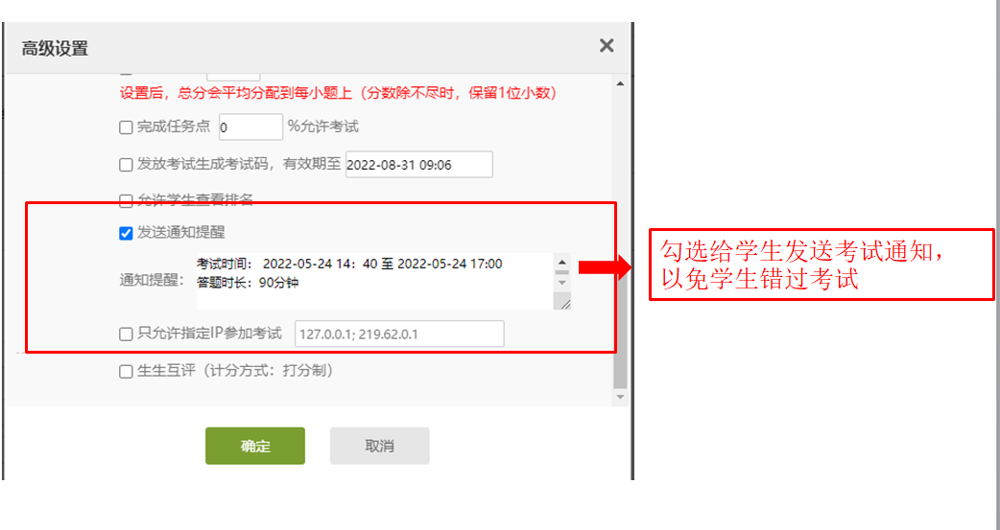 高级设置
设置后，总分会平均分配到每小题上（分数除不尽时，保留1位小数）
完成任务点 0 %允许考试
发放考试生成考试码，有效期至 2022-08-31 09:06
允许学生查看排名
发送通知提醒
考试时间： 2022-05-24 14：40 至 2022-05-24 17:00
通知提醒：
答题时长：90分钟
只允许指定IP参加考试 127.0.0.1; 219.62.0.1
生生互评（计分方式：打分制）
确定
取消
勾选给学生发送考试通知，
以免学生错过考试